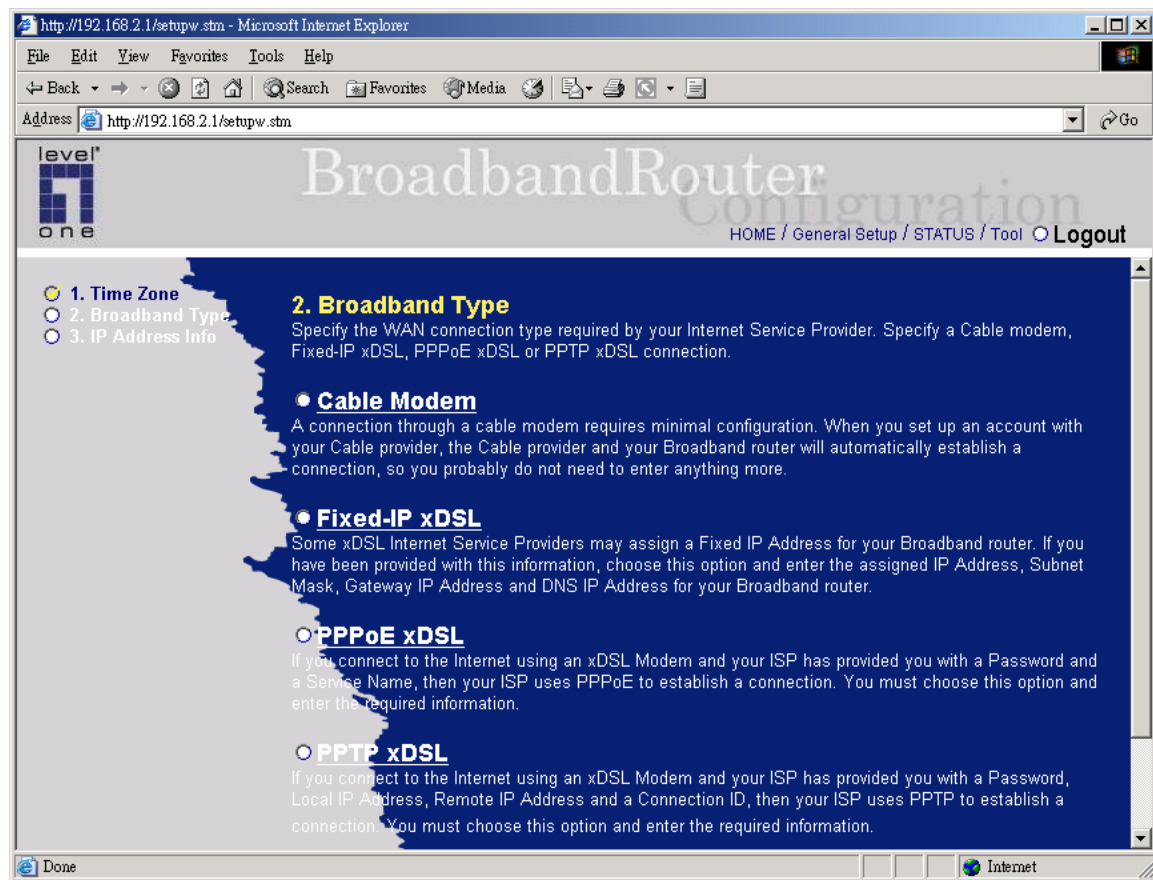 http://192.168.2.1/setupw.stm - Microsoft Internet Explorer
File Edit View Favorites Tools Help
Back Search Favorites Media
Address http://192.168.2.1/setupw.stm Go
level
one
BroadbandRouter
Configuration
HOME / General Setup / STATUS / Tool Logout
1. Time Zone
2. Broadband Type
3. IP Address Info
2. Broadband Type
Specify the WAN connection type required by your Internet Service Provider. Specify a Cable modem,
Fixed-IP xDSL, PPPoE xDSL or PPTP xDSL connection.
Cable Modem
A connection through a cable modem requires minimal configuration. When you set up an account with
your Cable provider, the Cable provider and your Broadband router will automatically establish a
connection, so you probably do not need to enter anything more.
Fixed-IP xDSL
Some xDSL Internet Service Providers may assign a Fixed IP Address for your Broadband router. If you
have been provided with this information, choose this option and enter the assigned IP Address, Subnet
Mask, Gateway IP Address and DNS IP Address for your Broadband router.
PPPoE xDSL
If you connect to the Internet using an xDSL Modem and your ISP has provided you with a Password and
a Service Name, then your ISP uses PPPoE to establish a connection. You must choose this option and
enter the required information.
PPTP xDSL
If you connect to the Internet using an xDSL Modem and your ISP has provided you with a Password,
Local IP Address, Remote IP Address and a Connection ID, then your ISP uses PPTP to establish a
connection. You must choose this option and enter the required information.
Done Internet